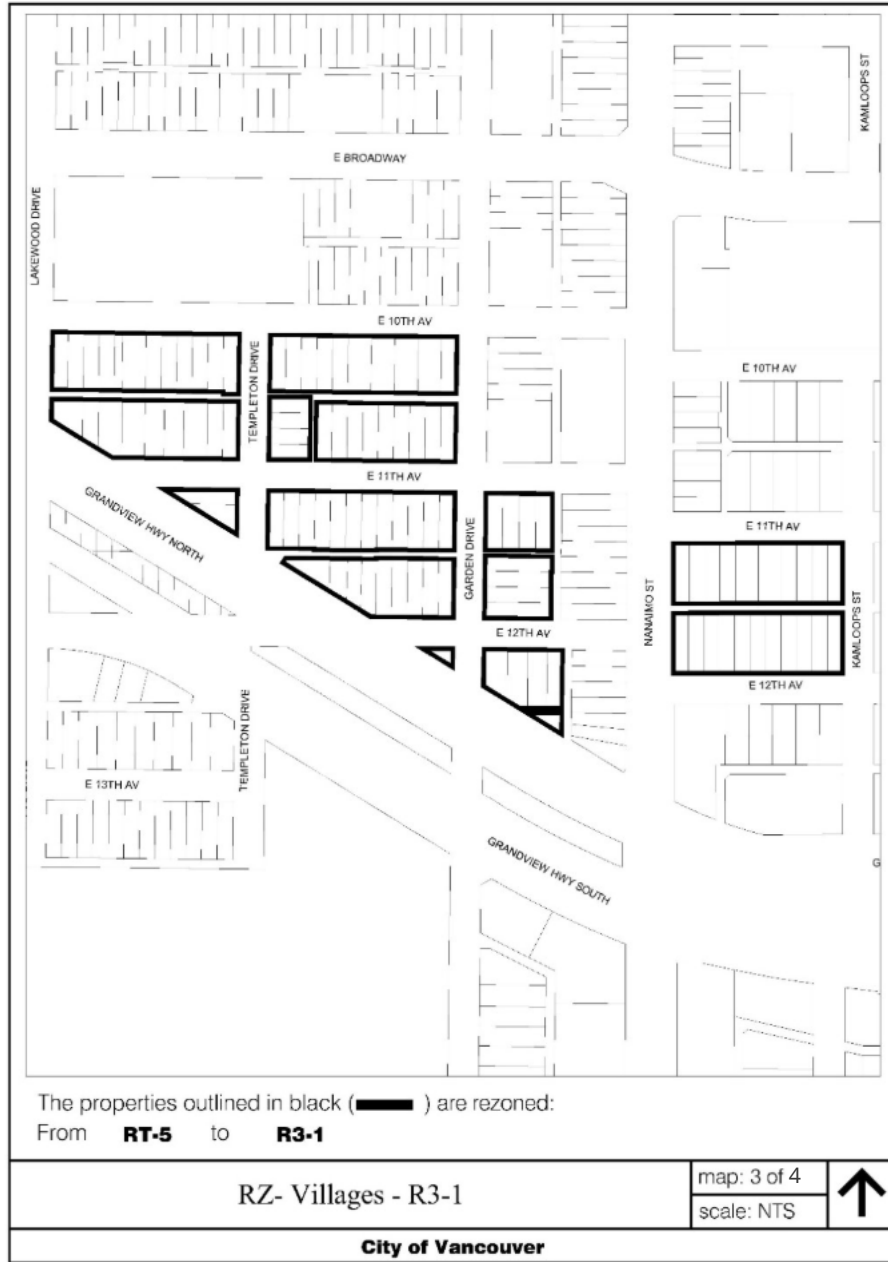 KAMLOOPS ST
E BROADWAY
LAKEWOOD DRIVE
E 10TH AV
TEMPLETON DRIVE
E 10TH AV
E 11TH AV
GRANDVIEW HWY NORTH
E 11TH AV
GARDEN DRIVE
NANAIMO ST
KAMLOOPS ST
E 12TH AV
E 12TH AV
TEMPLETON DRIVE
E 13TH AV
GRANDVIEW HWY SOUTH
G
The properties outlined in black ( ) are rezoned:
From RT-5 to R3-1
RZ- Villages - R3-1
map: 3 of 4
scale: NTS
City of Vancouver